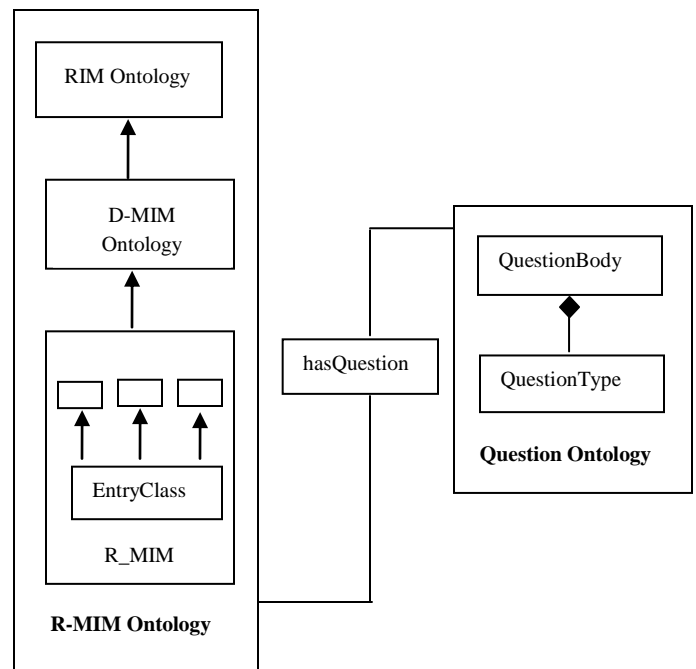 RIM Ontology
D-MIM
Ontology
EntryClass
R_MIM
R-MIM Ontology
hasQuestion
QuestionBody
QuestionType
Question Ontology